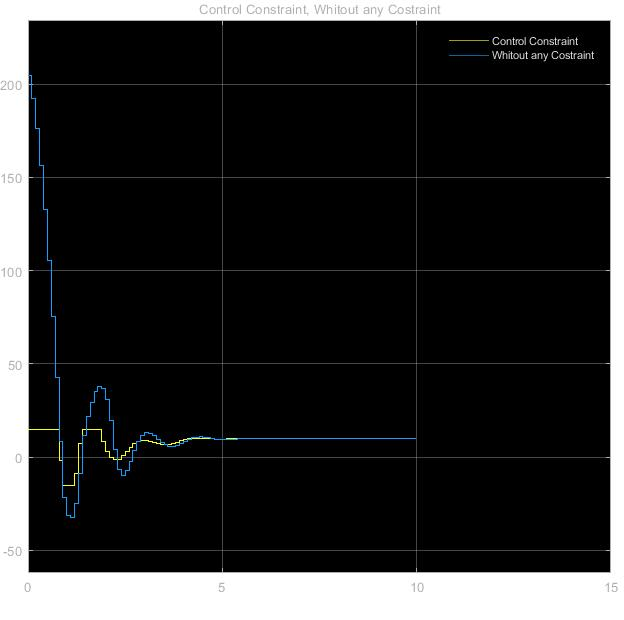 Control Constraint, Whitout any Costraint
Control Constraint
Whitout any Costraint
200
150
100
50
0
-50
0 5 10 15